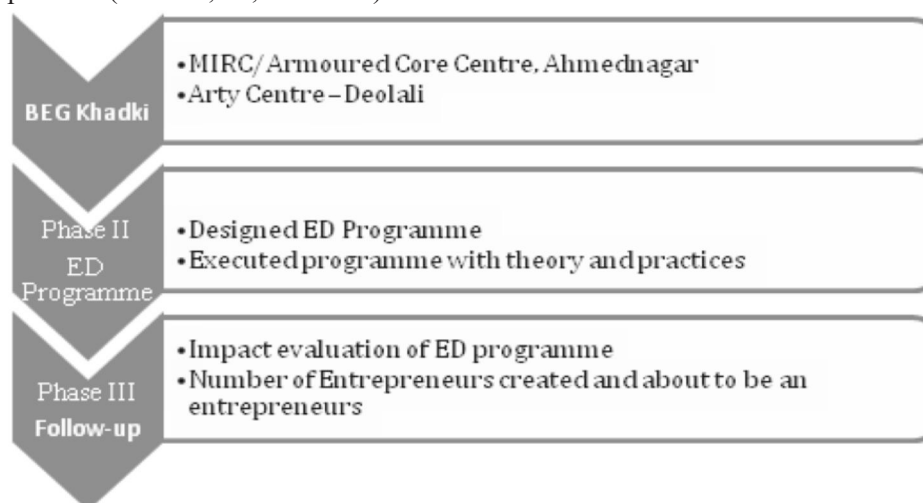 BEG Khadki
•MIRC/Armoured Core Centre, Ahmednagar
•Arty Centre – Deolali
Phase II
ED
Programme
•Designed ED Programme
•Executed programme with theory and practices
Phase III
Follow-up
•Impact evaluation of ED programme
•Number of Entrepreneurs created and about to be an
entrepreneurs